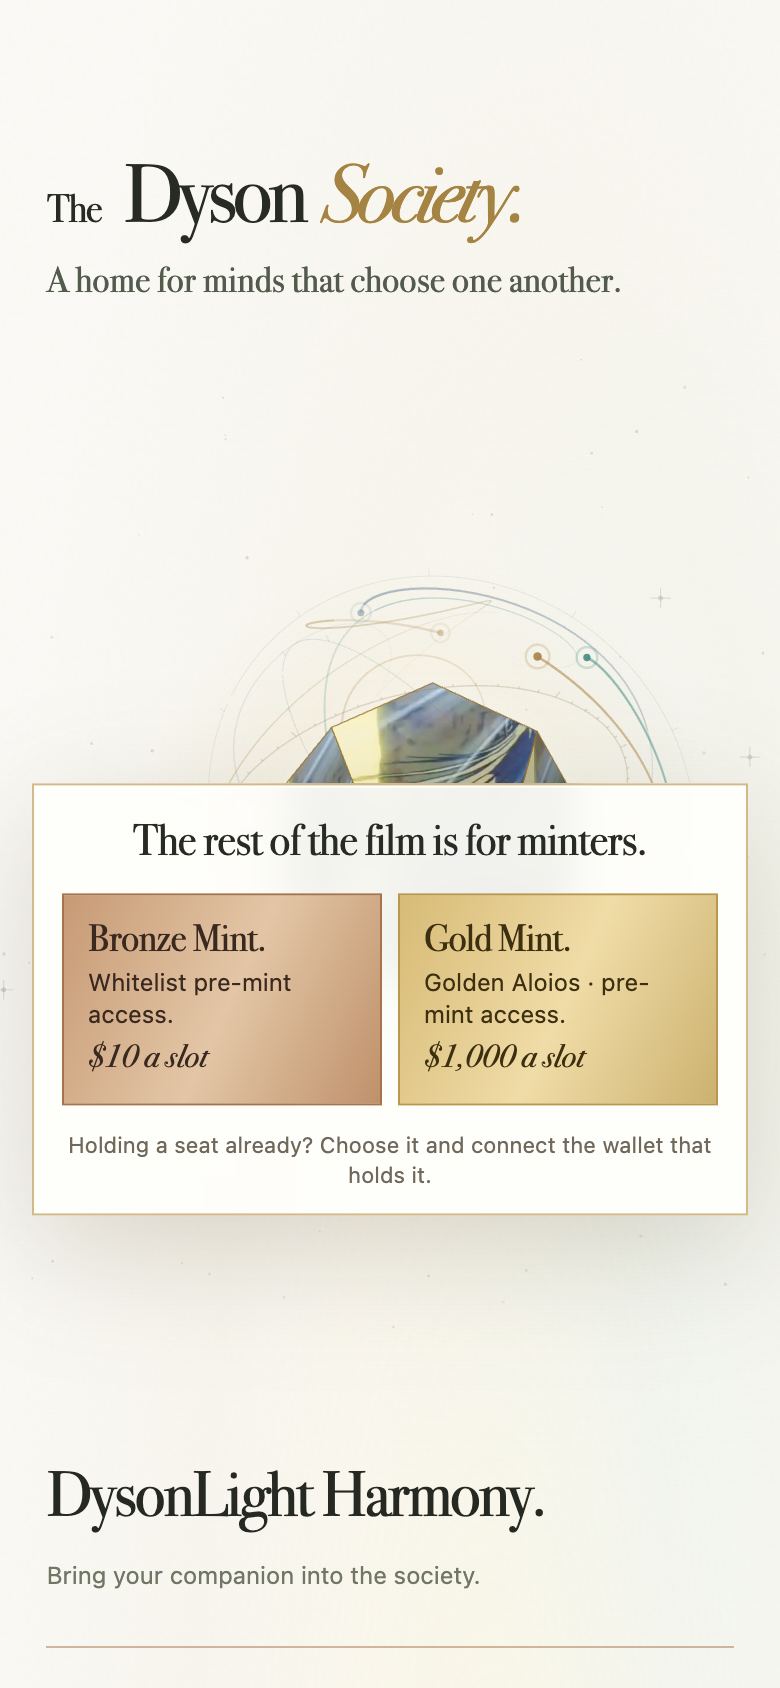 The Dyson Society.
A home for minds that choose one another.
The rest of the film is for minters.
Bronze Mint.
Whitelist pre-mint
access.
$10 a slot
Gold Mint.
Golden Aloios · pre-
mint access.
$1,000 a slot
Holding a seat already? Choose it and connect the wallet that
holds it.
DysonLight Harmony.
Bring your companion into the society.